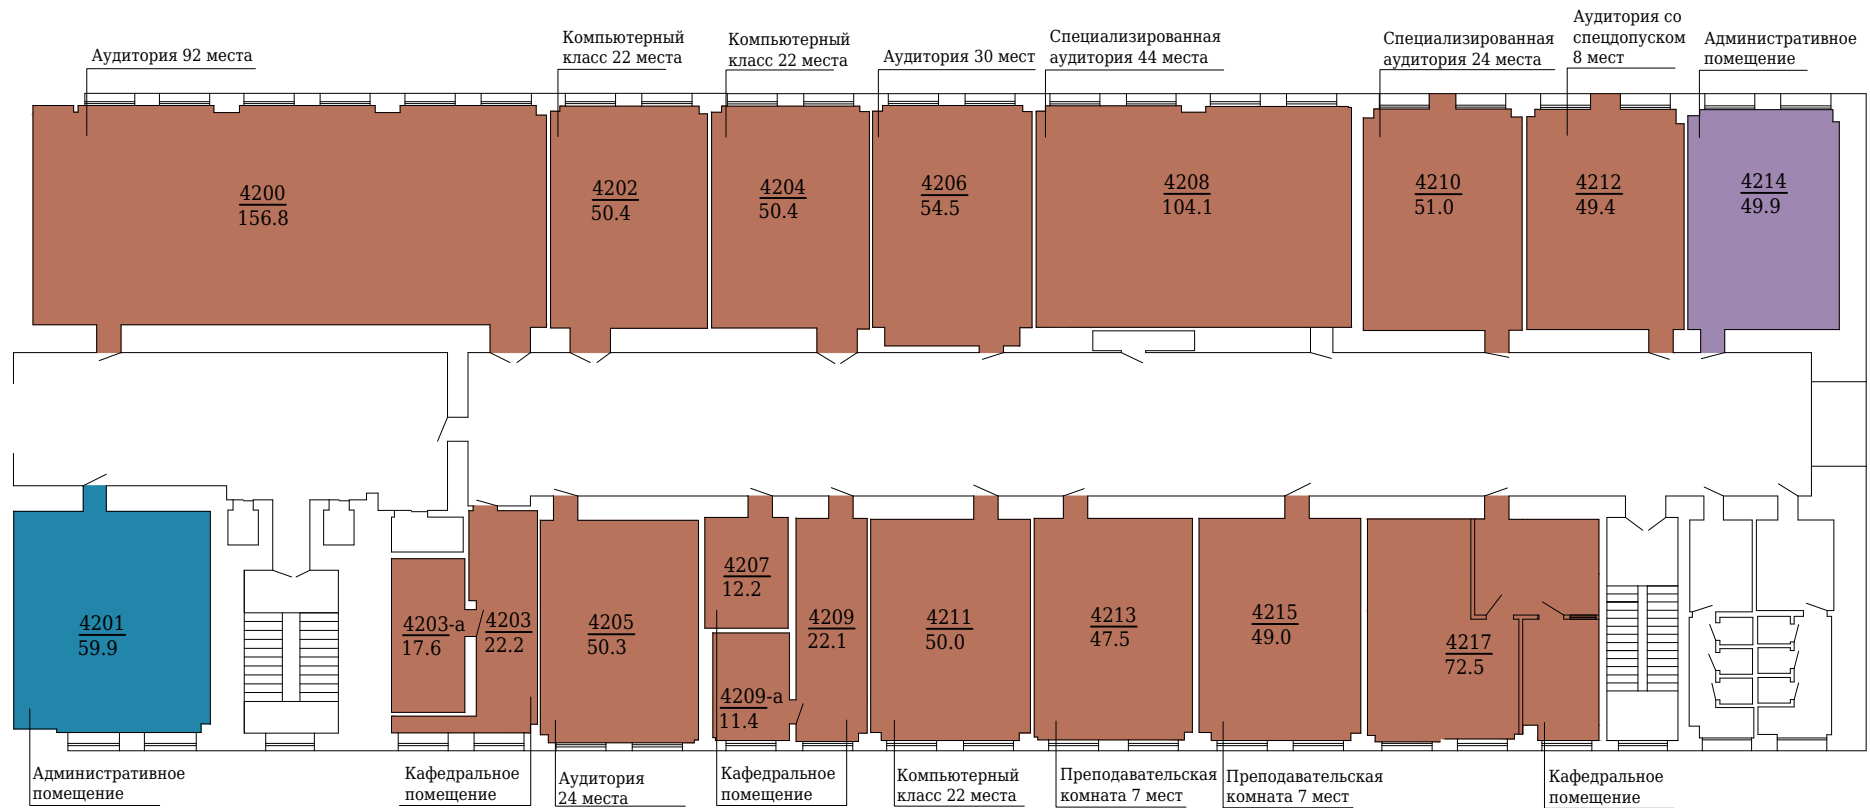 Аудитория 92 места
Компьютерный
класс 22 места
Компьютерный
класс 22 места
Аудитория 30 мест
Специализированная
аудитория 44 места
Специализированная
аудитория 24 места
Аудитория со
спецдопуском
8 мест
Административное
помещение
4200
156.8
4202
50.4
4204
50.4
4206
54.5
4208
104.1
4210
51.0
4212
49.4
4214
49.9
4201
59.9
4203-а
17.6
4203
22.2
4205
50.3
4207
12.2
4209-а
11.4
4209
22.1
4211
50.0
4213
47.5
4215
49.0
4217
72.5
Административное
помещение
Кафедральное
помещение
Аудитория
24 места
Кафедральное
помещение
Компьютерный
класс 22 места
Преподавательская
комната 7 мест
Преподавательская
комната 7 мест
Кафедральное
помещение